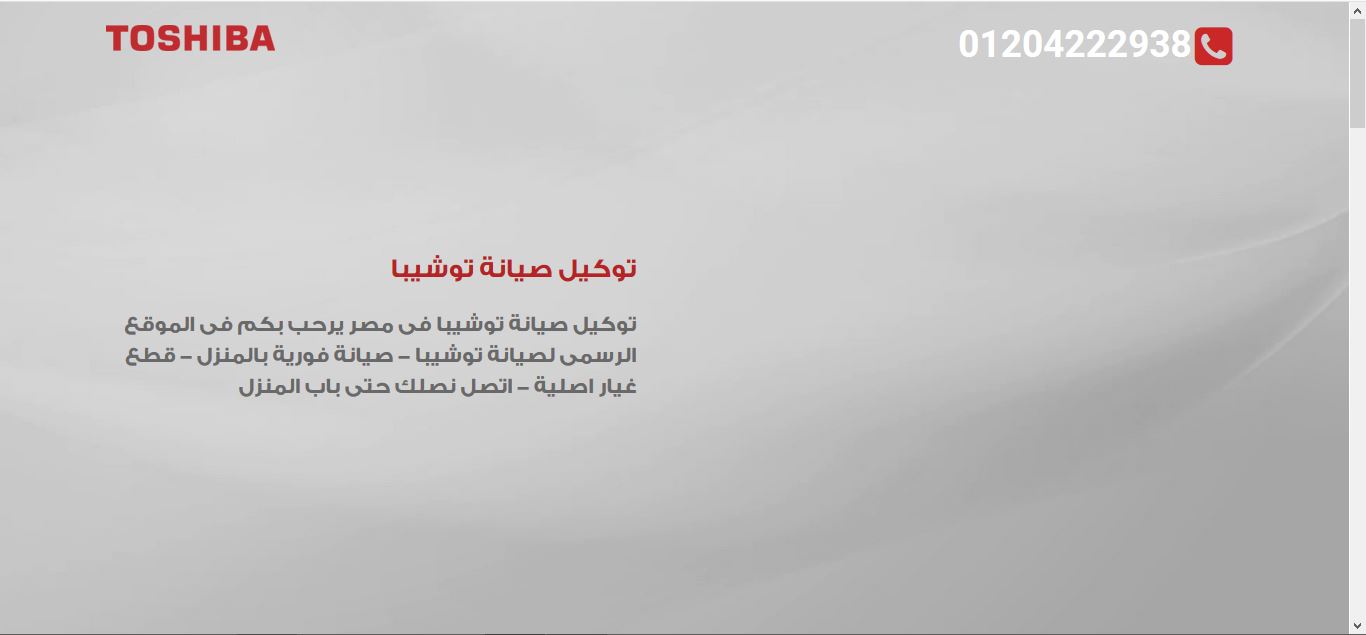 TOSHIBA
01204222938
توكيل صيانة توشيبا
توكيل صيانة توشيبا فى مصر يرحب بكم فى الموقع
الرسمى لصيانة توشيبا – صيانة فورية بالمنزل – قطع
غيار اصلية – اتصل نصلك حتى باب المنزل